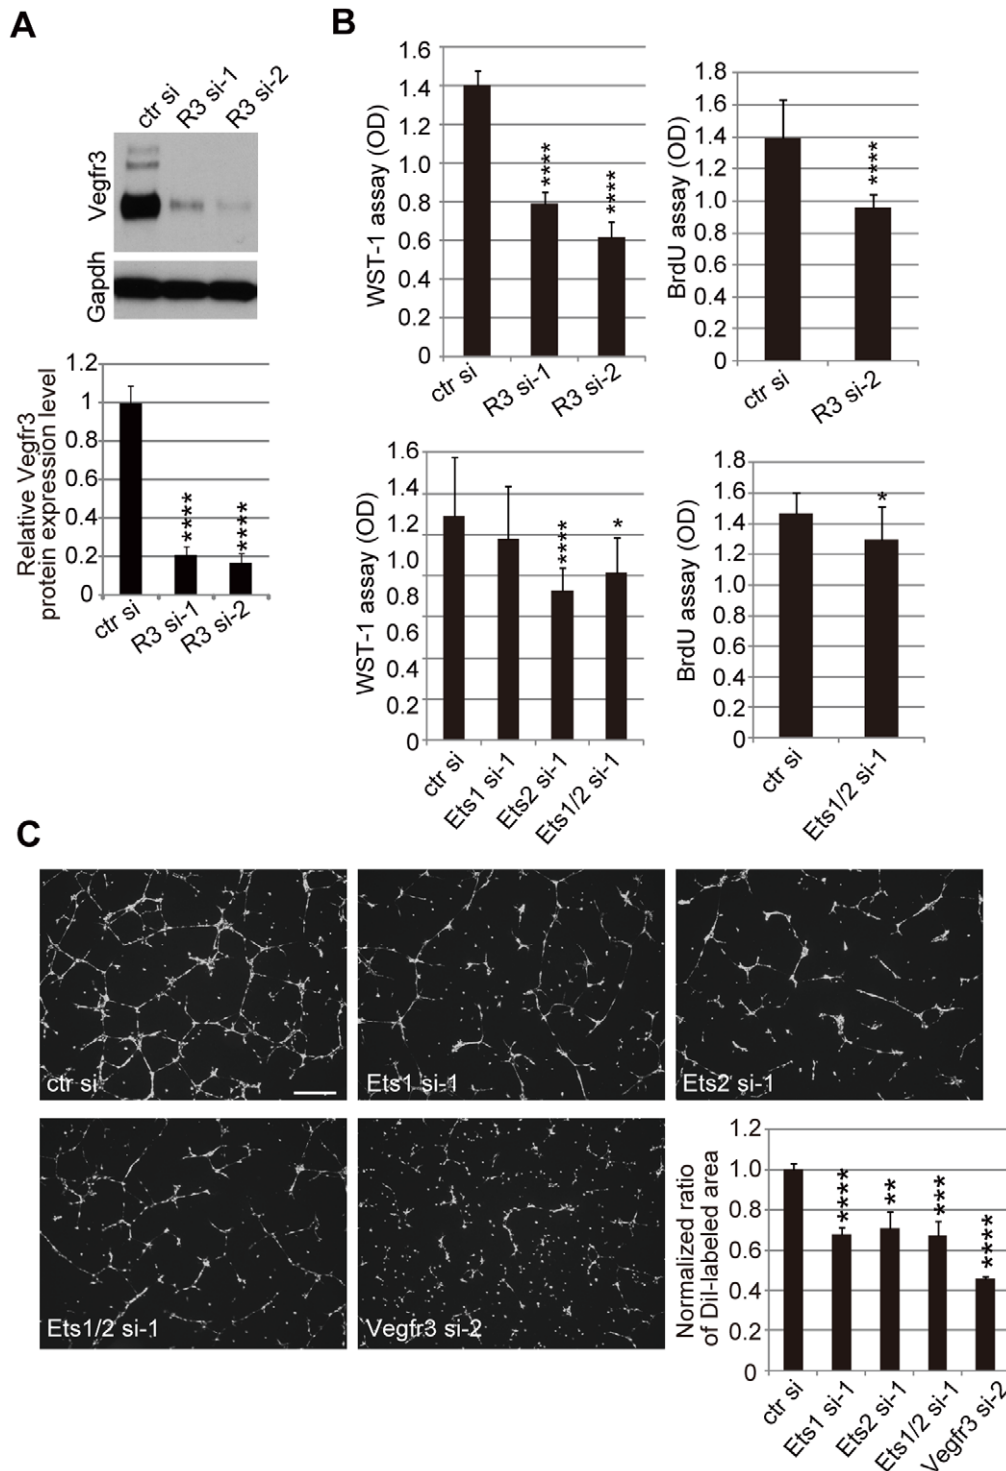 A
ctr si
R3 si-1
R3 si-2
Vegfr3
Gapdh
Relative Vegfr3
protein expression level
1.2
1
0.8
0.6
0.4
0.2
0
****
****
ctr si
R3 si-1
R3 si-2
B
WST-1 assay (OD)
1.6
1.4
1.2
1.0
0.8
0.6
0.4
0.2
0
****
****
ctr si
R3 si-1
R3 si-2
BrdU assay (OD)
1.8
1.6
1.4
1.2
1.0
0.8
0.6
0.4
0.2
0
****
ctr si
R3 si-2
WST-1 assay (OD)
1.6
1.4
1.2
1.0
0.8
0.6
0.4
0.2
0
****
*
ctr si
Ets1 si-1
Ets2 si-1
Ets1/2 si-1
BrdU assay (OD)
1.8
1.6
1.4
1.2
1.0
0.8
0.6
0.4
0.2
0
*
ctr si
Ets1/2 si-1
C
ctr si
Ets1 si-1
Ets2 si-1
Ets1/2 si-1
Vegfr3 si-2
Normalized ratio
of DiI-labeled area
1.2
1.0
0.8
0.6
0.4
0.2
0
****
**
***
****
ctr si
Ets1 si-1
Ets2 si-1
Ets1/2 si-1
Vegfr3 si-2